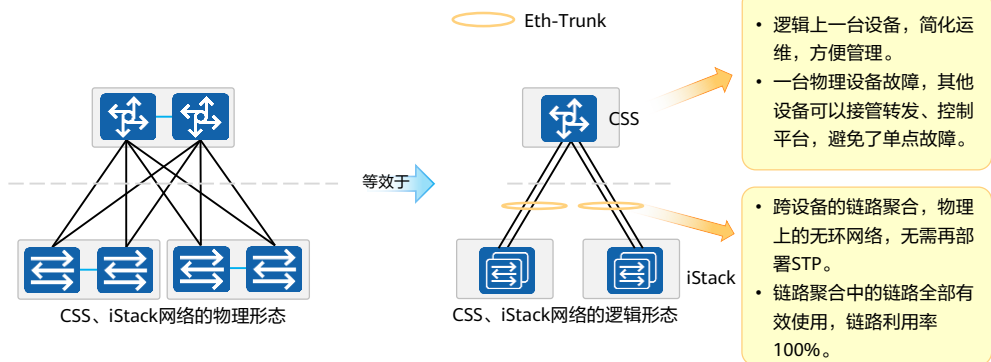 Eth-Trunk
• 逻辑上一台设备，简化运
维，方便管理。
• 一台物理设备故障，其他
设备可以接管转发、控制
平台，避免了单点故障。
CSS
等效于
• 跨设备的链路聚合，物理
上的无环网络，无需再部
署STP。
• 链路聚合中的链路全部有
效使用，链路利用率
100%。
iStack
CSS、iStack网络的物理形态
CSS、iStack网络的逻辑形态